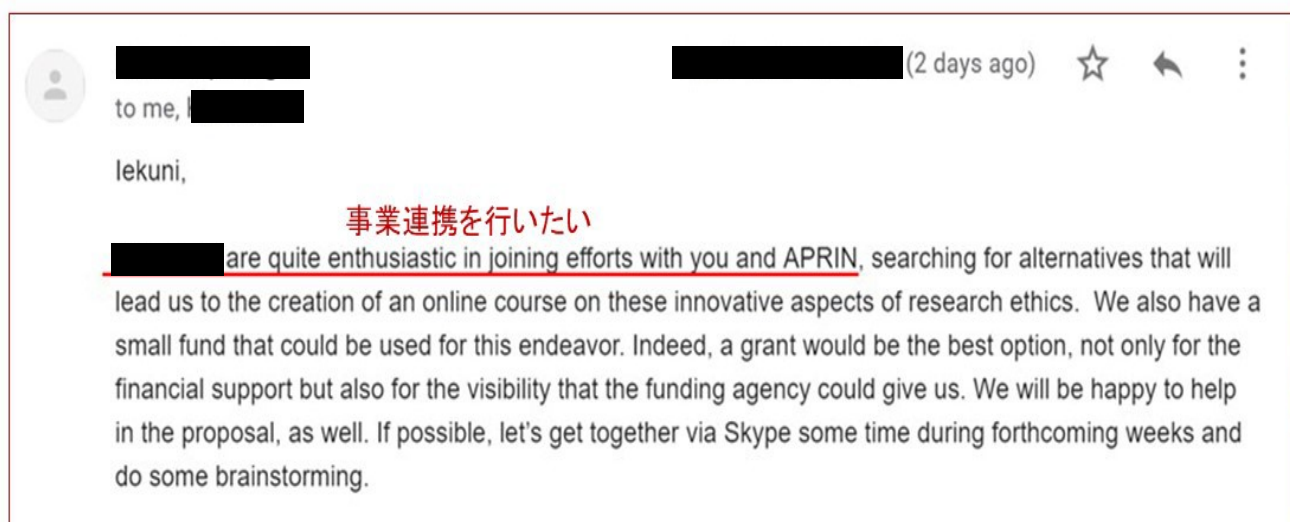 (2 days ago)
to me,
Iekuni,
事業連携を行いたい
are quite enthusiastic in joining efforts with you and APRIN, searching for alternatives that will
lead us to the creation of an online course on these innovative aspects of research ethics. We also have a
small fund that could be used for this endeavor. Indeed, a grant would be the best option, not only for the
financial support but also for the visibility that the funding agency could give us. We will be happy to help
in the proposal, as well. If possible, let's get together via Skype some time during forthcoming weeks and
do some brainstorming.